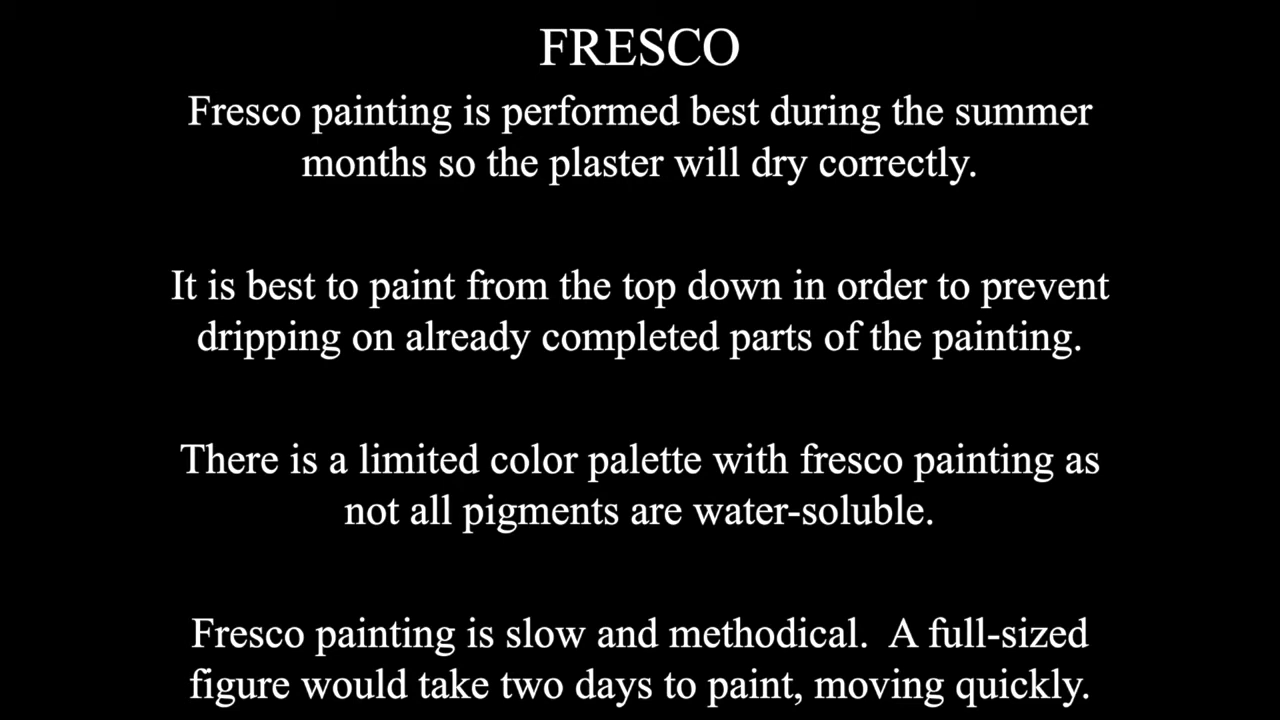 FRESCO
Fresco painting is performed best during the summer
months so the plaster will dry correctly.
It is best to paint from the top down in order to prevent
dripping on already completed parts of the painting.
There is a limited color palette with fresco painting as
not all pigments are water-soluble.
Fresco painting is slow and methodical.  A full-sized
figure would take two days to paint, moving quickly.